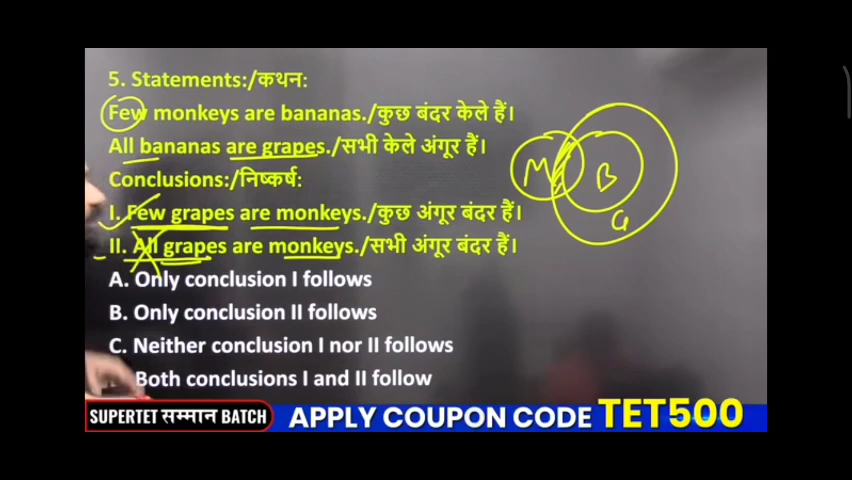 5. Statements:/कथन:
Few monkeys are bananas./कुछ बंदर केले हैं।
All bananas are grapes./सभी केले अंगूर हैं।
Conclusions:/निष्कर्ष:
I. Few grapes are monkeys./कुछ अंगूर बंदर हैं।
II. All grapes are monkeys./सभी अंगूर बंदर हैं।
A. Only conclusion I follows
B. Only conclusion II follows
C. Neither conclusion I nor II follows
Both conclusions I and II follow
M
B
G
SUPERTET सम्मान BATCH
APPLY COUPON CODE TET500